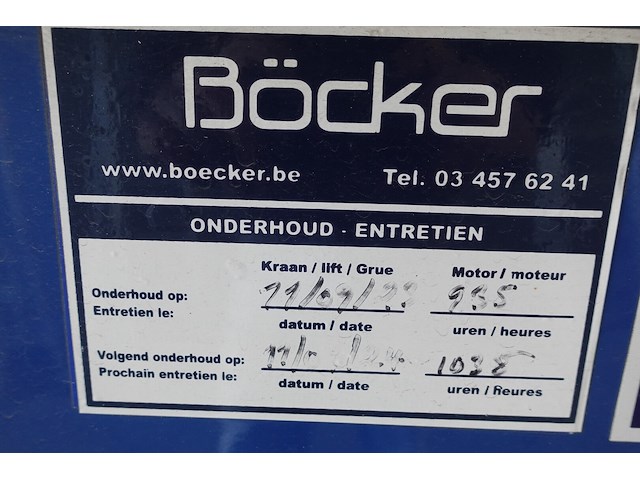 Böcker
www.boecker.be Tel. 03 457 62 41
ONDERHOUD - ENTRETIEN
Kraan / lift / Grue Motor / moteur
Onderhoud op:
Entretien le: 935
datum / date uren / heures
Volgend onderhoud op:
Prochain entretien le: 1035
datum / date uren / heures